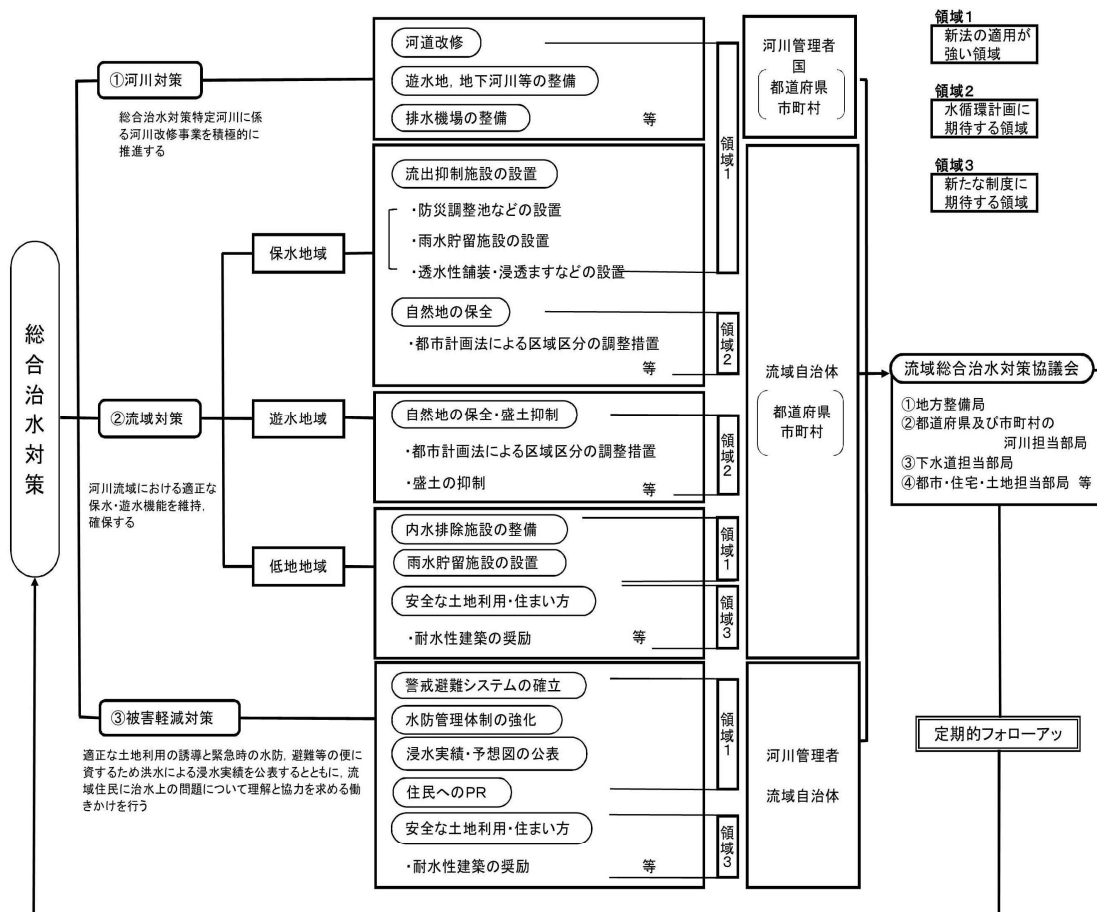 総合治水対策
①河川対策
総合治水対策特定河川に係
る河川改修事業を積極的に
推進する
②流域対策
河川流域における適正な
保水・遊水機能を維持,
確保する
③被害軽減対策
適正な土地利用の誘導と緊急時の水防, 避難等の便に
資するため洪水による浸水実績を公表するとともに, 流
域住民に治水上の問題について理解と協力を求める働
きかけを行う
保水地域
遊水地域
低地地域
河道改修
遊水地, 地下河川等の整備
排水機場の整備
等
流出抑制施設の設置
・防災調整池などの設置
・雨水貯留施設の設置
・透水性舗装・浸透ますなどの設置
自然地の保全
・都市計画法による区域区分の調整措置
等
自然地の保全・盛土抑制
・都市計画法による区域区分の調整措置
・盛土の抑制
等
内水排除施設の整備
雨水貯留施設の設置
安全な土地利用・住まい方
・耐水性建築の奨励
等
警戒避難システムの確立
水防管理体制の強化
浸水実績・予想図の公表
住民へのPR
安全な土地利用・住まい方
・耐水性建築の奨励
等
領域1
領域2
領域2
領域1
領域3
領域1
領域3
河川管理者
国
都道府県
市町村
流域自治体
都道府県
市町村
河川管理者
流域自治体
領域1
新法の適用が
強い領域
領域2
水循環計画に
期待する領域
領域3
新たな制度に
期待する領域
流域総合治水対策協議会
①地方整備局
②都道府県及び市町村の
河川担当部局
③下水道担当部局
④都市・住宅・土地担当部局 等
定期的フォローアッ